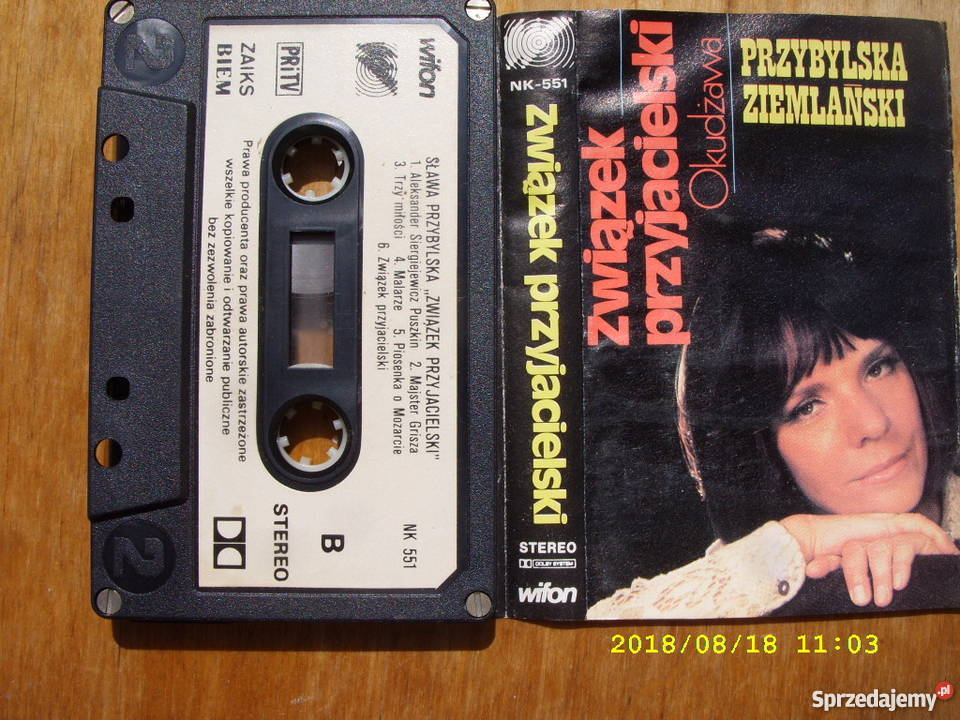 2
ZAIKS
BIEM
PRiTV
wifon
SŁAWA PRZYBYLSKA „ZWIĄZEK PRZYJACIELSKI"
1. Aleksander Siergiejewicz Puszkin 2. Majster Grisza
3. Trzy miłości 4. Malarze 5. Piosenka o Mozarcie
6. Związek przyjacielski
Prawa producenta oraz prawa autorskie zastrzeżone
wszelkie kopiowanie i odtwarzanie publiczne
bez zezwolenia zabronione
STEREO
B
NK 551
2
NK-551
związek przyjacielski
STEREO
DOLBY SYSTEM
wifon
PRZYBYLSKA
ZIEMLAŃSKI
Okudżawa
związek
przyjacielski
2018/08/18 11:03
Sprzedajemy.pl